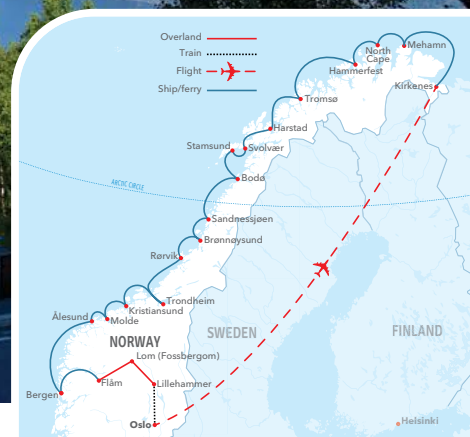 Overland
Train
Flight
Ship/ferry
Mehamn
North
Cape
Hammerfest
Kirkenes
Tromsø
Harstad
Stamsund
Svolvær
Bodø
ARCTIC CIRCLE
Sandnessjøen
Brønnøysund
Rørvik
Trondheim
Kristiansund
Ålesund
Molde
NORWAY
SWEDEN
FINLAND
Lom (Fossbergom)
Flåm
Lillehammer
Bergen
Oslo
Helsinki